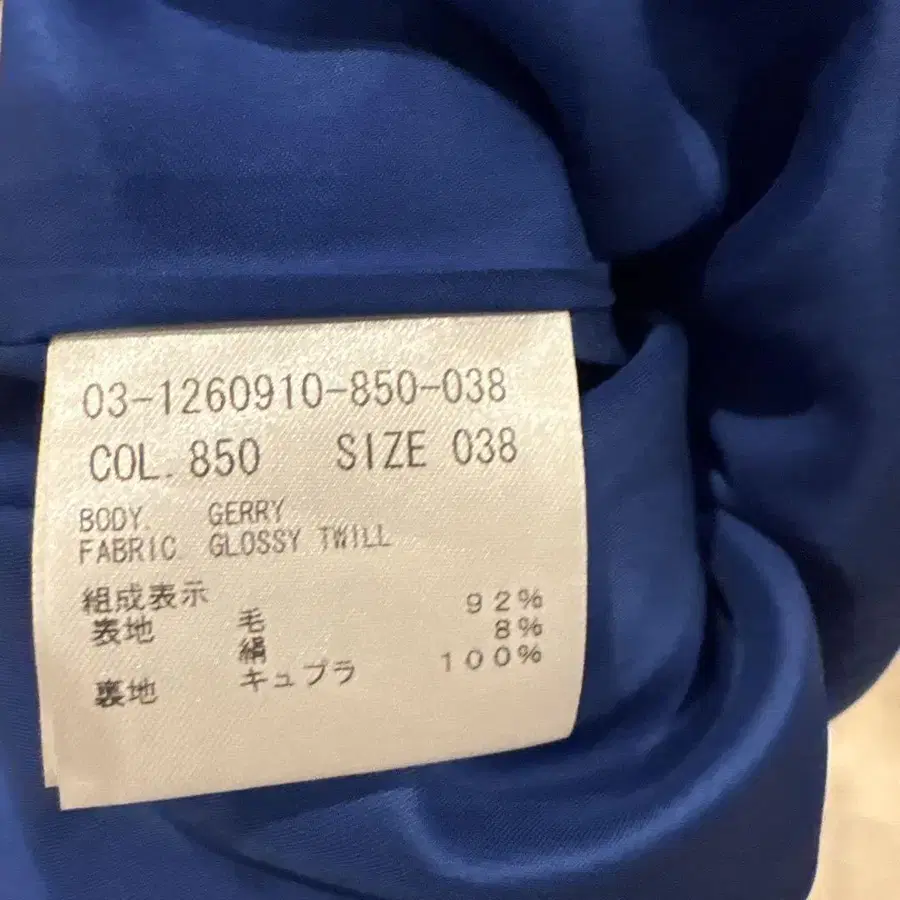 03-1260910-850-038
COL. 850 SIZE 038
BODY. GERRY
FABRIC. GLOSSY TWILL
組成表示
表地 毛 92%
絹 8%
裏地 キュプラ 100%